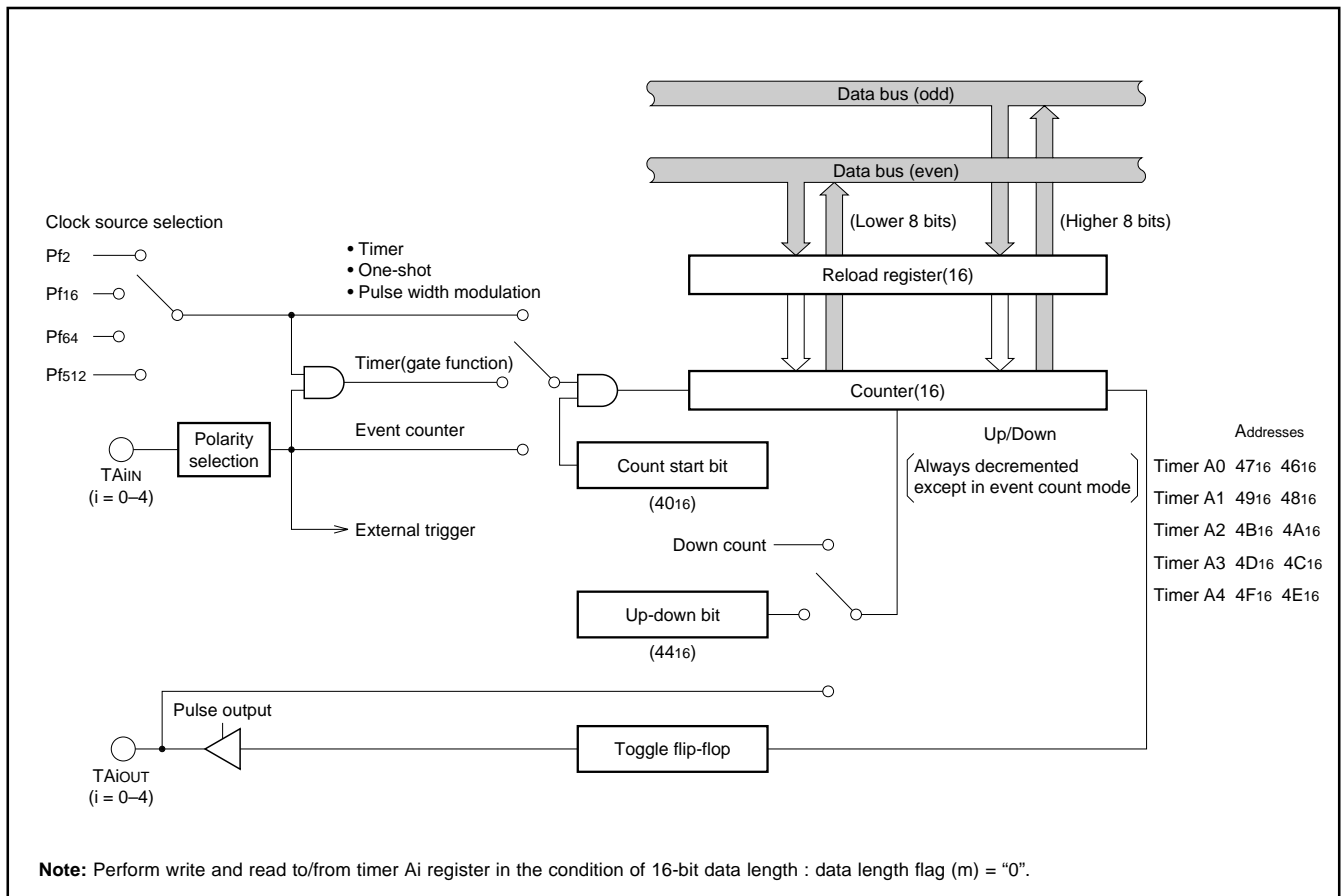 Data bus (odd)
Data bus (even)
(Lower 8 bits)
(Higher 8 bits)
Clock source selection
Pf2
Pf16
Pf64
Pf512
• Timer
• One-shot
• Pulse width modulation
Reload register(16)
Timer(gate function)
Counter(16)
Polarity
selection
Event counter
TAiIN
(i = 0–4)
Count start bit
(4016)
Up/Down
Always decremented
except in event count mode
External trigger
Down count
Up-down bit
(4416)
Addresses
Timer A0 4716 4616
Timer A1 4916 4816
Timer A2 4B16 4A16
Timer A3 4D16 4C16
Timer A4 4F16 4E16
Pulse output
Toggle flip-flop
TAiOUT
(i = 0–4)
Note: Perform write and read to/from timer Ai register in the condition of 16-bit data length : data length flag (m) = “0”.